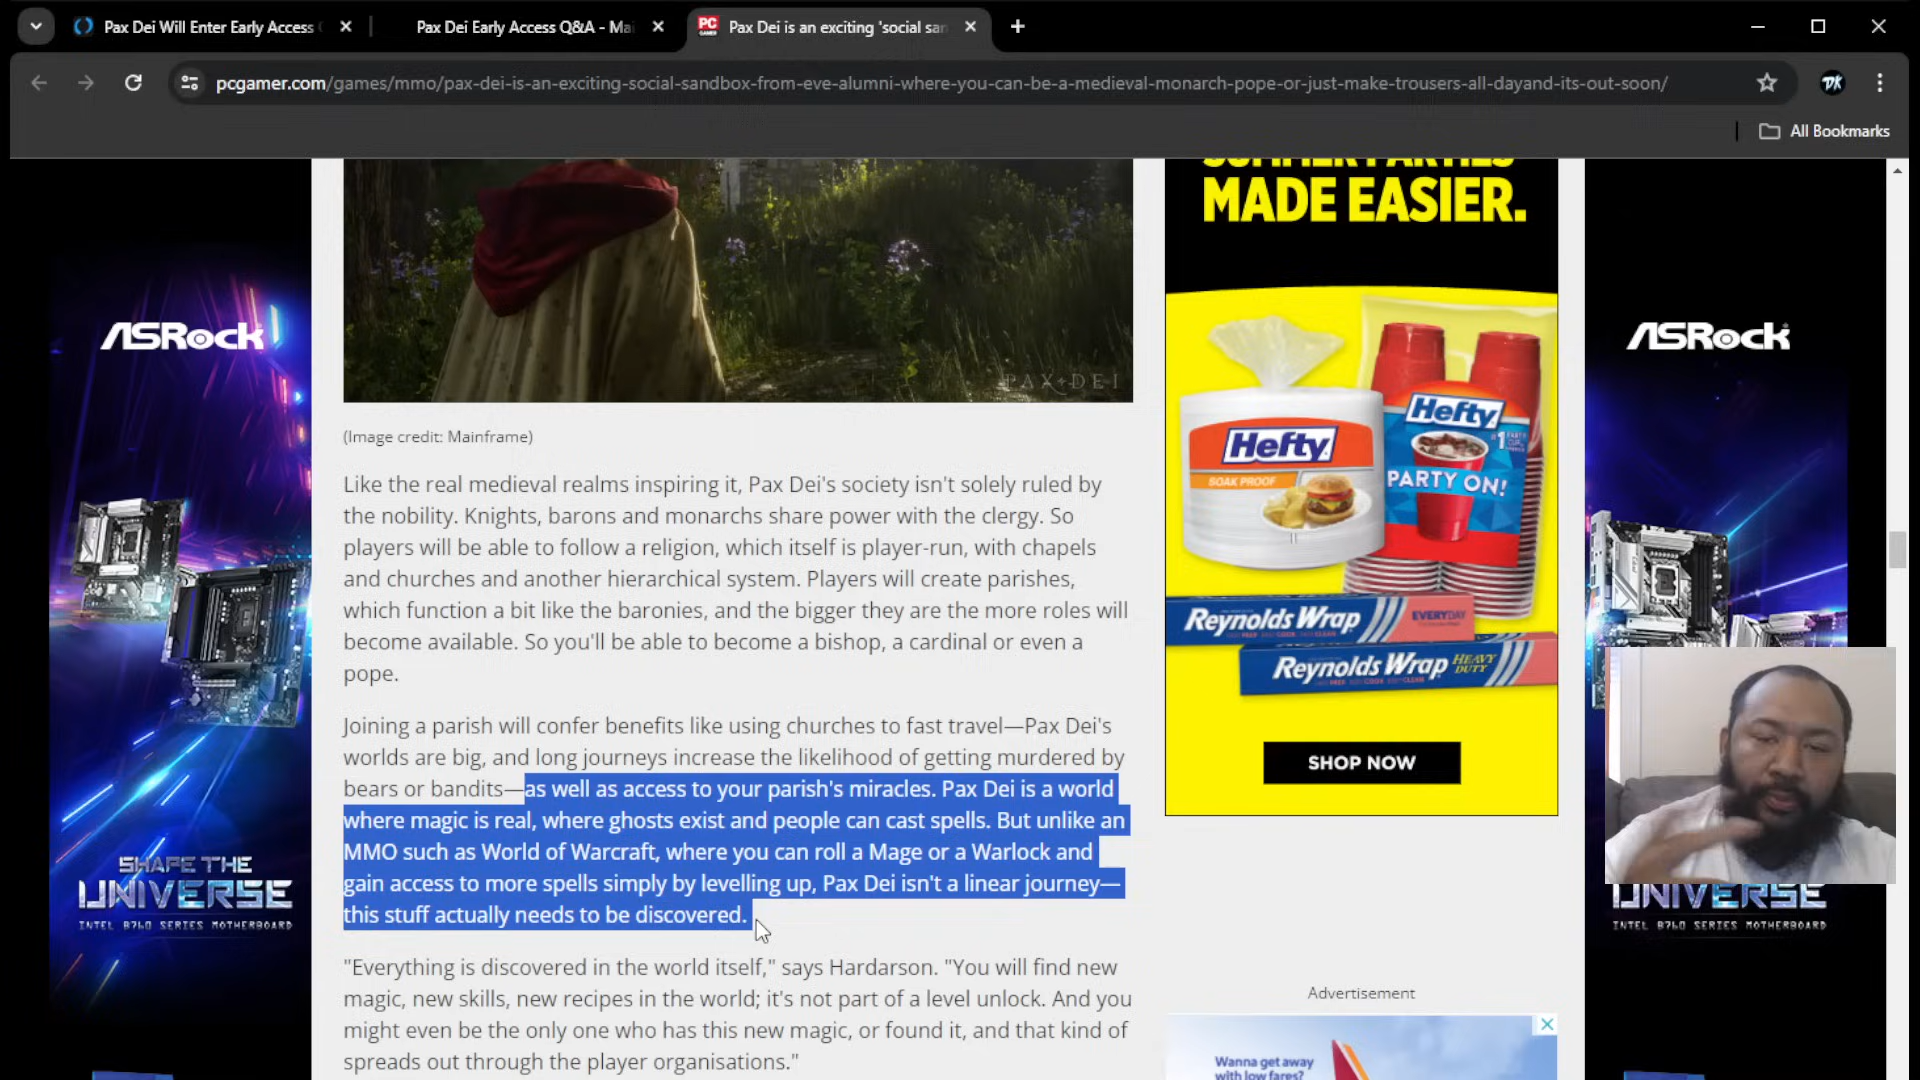 Pax Dei Will Enter Early Access
Pax Dei Early Access Q&A - Mai
PC GAMER
Pax Dei is an exciting 'social san
pcgamer.com/games/mmo/pax-dei-is-an-exciting-social-sandbox-from-eve-alumni-where-you-can-be-a-medieval-monarch-pope-or-just-make-trousers-all-dayand-its-out-soon/
DK
All Bookmarks
PAX DEI
(Image credit: Mainframe)
Like the real medieval realms inspiring it, Pax Dei's society isn't solely ruled by
the nobility. Knights, barons and monarchs share power with the clergy. So
players will be able to follow a religion, which itself is player-run, with chapels
and churches and another hierarchical system. Players will create parishes,
which function a bit like the baronies, and the bigger they are the more roles will
become available. So you'll be able to become a bishop, a cardinal or even a
pope.
Joining a parish will confer benefits like using churches to fast travel—Pax Dei's
worlds are big, and long journeys increase the likelihood of getting murdered by
bears or bandits—as well as access to your parish's miracles. Pax Dei is a world
where magic is real, where ghosts exist and people can cast spells. But unlike an
MMO such as World of Warcraft, where you can roll a Mage or a Warlock and
gain access to more spells simply by levelling up, Pax Dei isn't a linear journey—
this stuff actually needs to be discovered.
"Everything is discovered in the world itself," says Hardarson. "You will find new
magic, new skills, new recipes in the world; it's not part of a level unlock. And you
might even be the only one who has this new magic, or found it, and that kind of
spreads out through the player organisations."
ASRock
SHAPE THE
UNIVERSE
INTEL B760 SERIES MOTHERBOARD
SUMMER PARTIES
MADE EASIER.
Hefty
SOAK PROOF
Hefty
PARTY ON!
Reynolds Wrap
EVERYDAY
Reynolds Wrap
HEAVY DUTY
SHOP NOW
Advertisement
Wanna get away
with low fares?
ASRock
UNIVERSE
INTEL B760 SERIES MOTHERBOARD